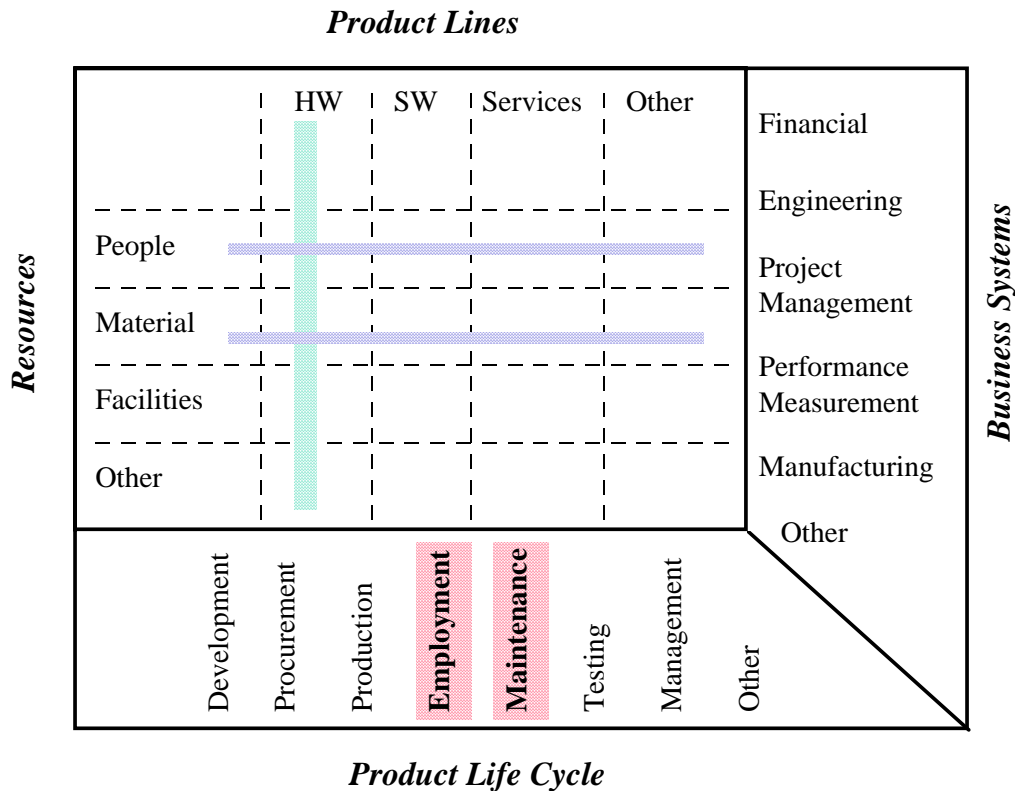 Product Lines
HW SW Services Other
Financial
Engineering
People
Project
Management
Material
Performance
Measurement
Facilities
Manufacturing
Other
Other
Resources
Business Systems
Development
Procurement
Production
Employment
Maintenance
Testing
Management
Other
Product Life Cycle